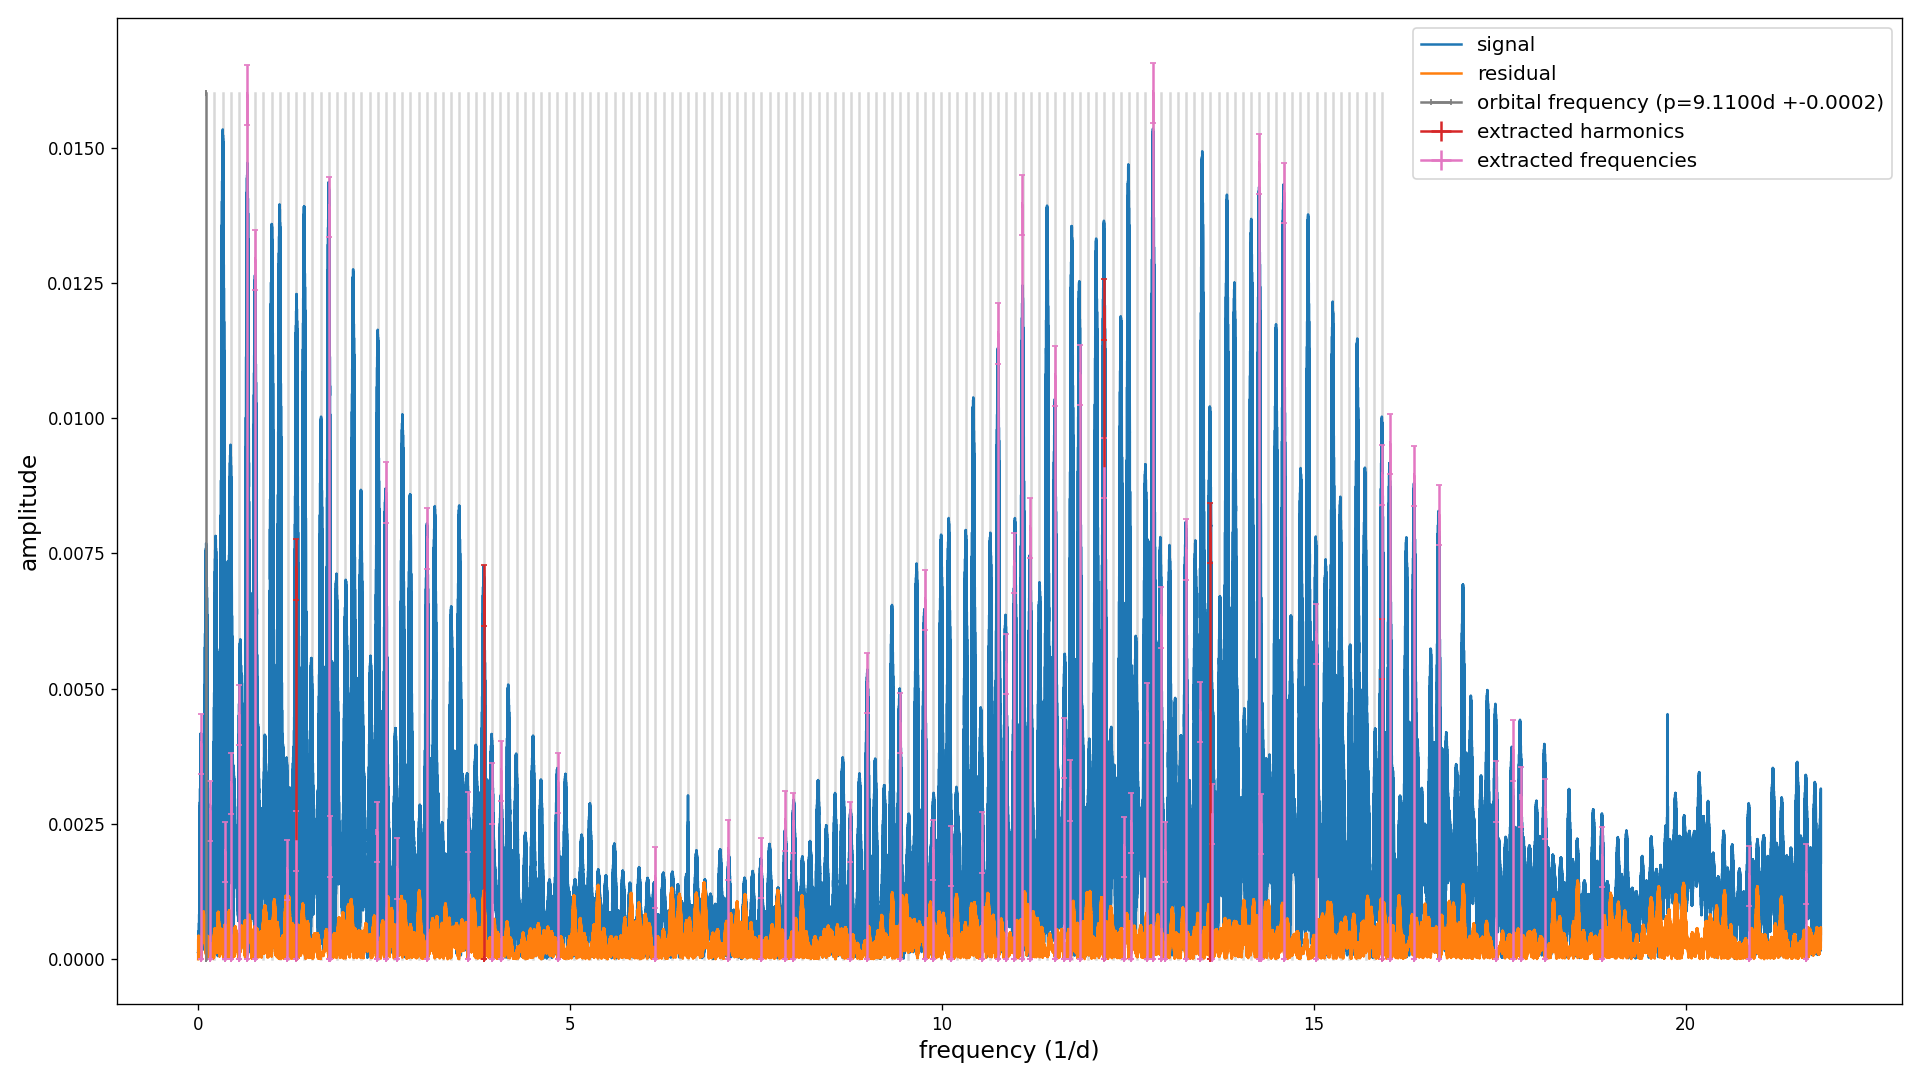 signal
residual
orbital frequency (p=9.1100d +-0.0002)
extracted harmonics
extracted frequencies
amplitude
0.0150
0.0125
0.0100
0.0075
0.0050
0.0025
0.0000
0 5 10 15 20
frequency (1/d)